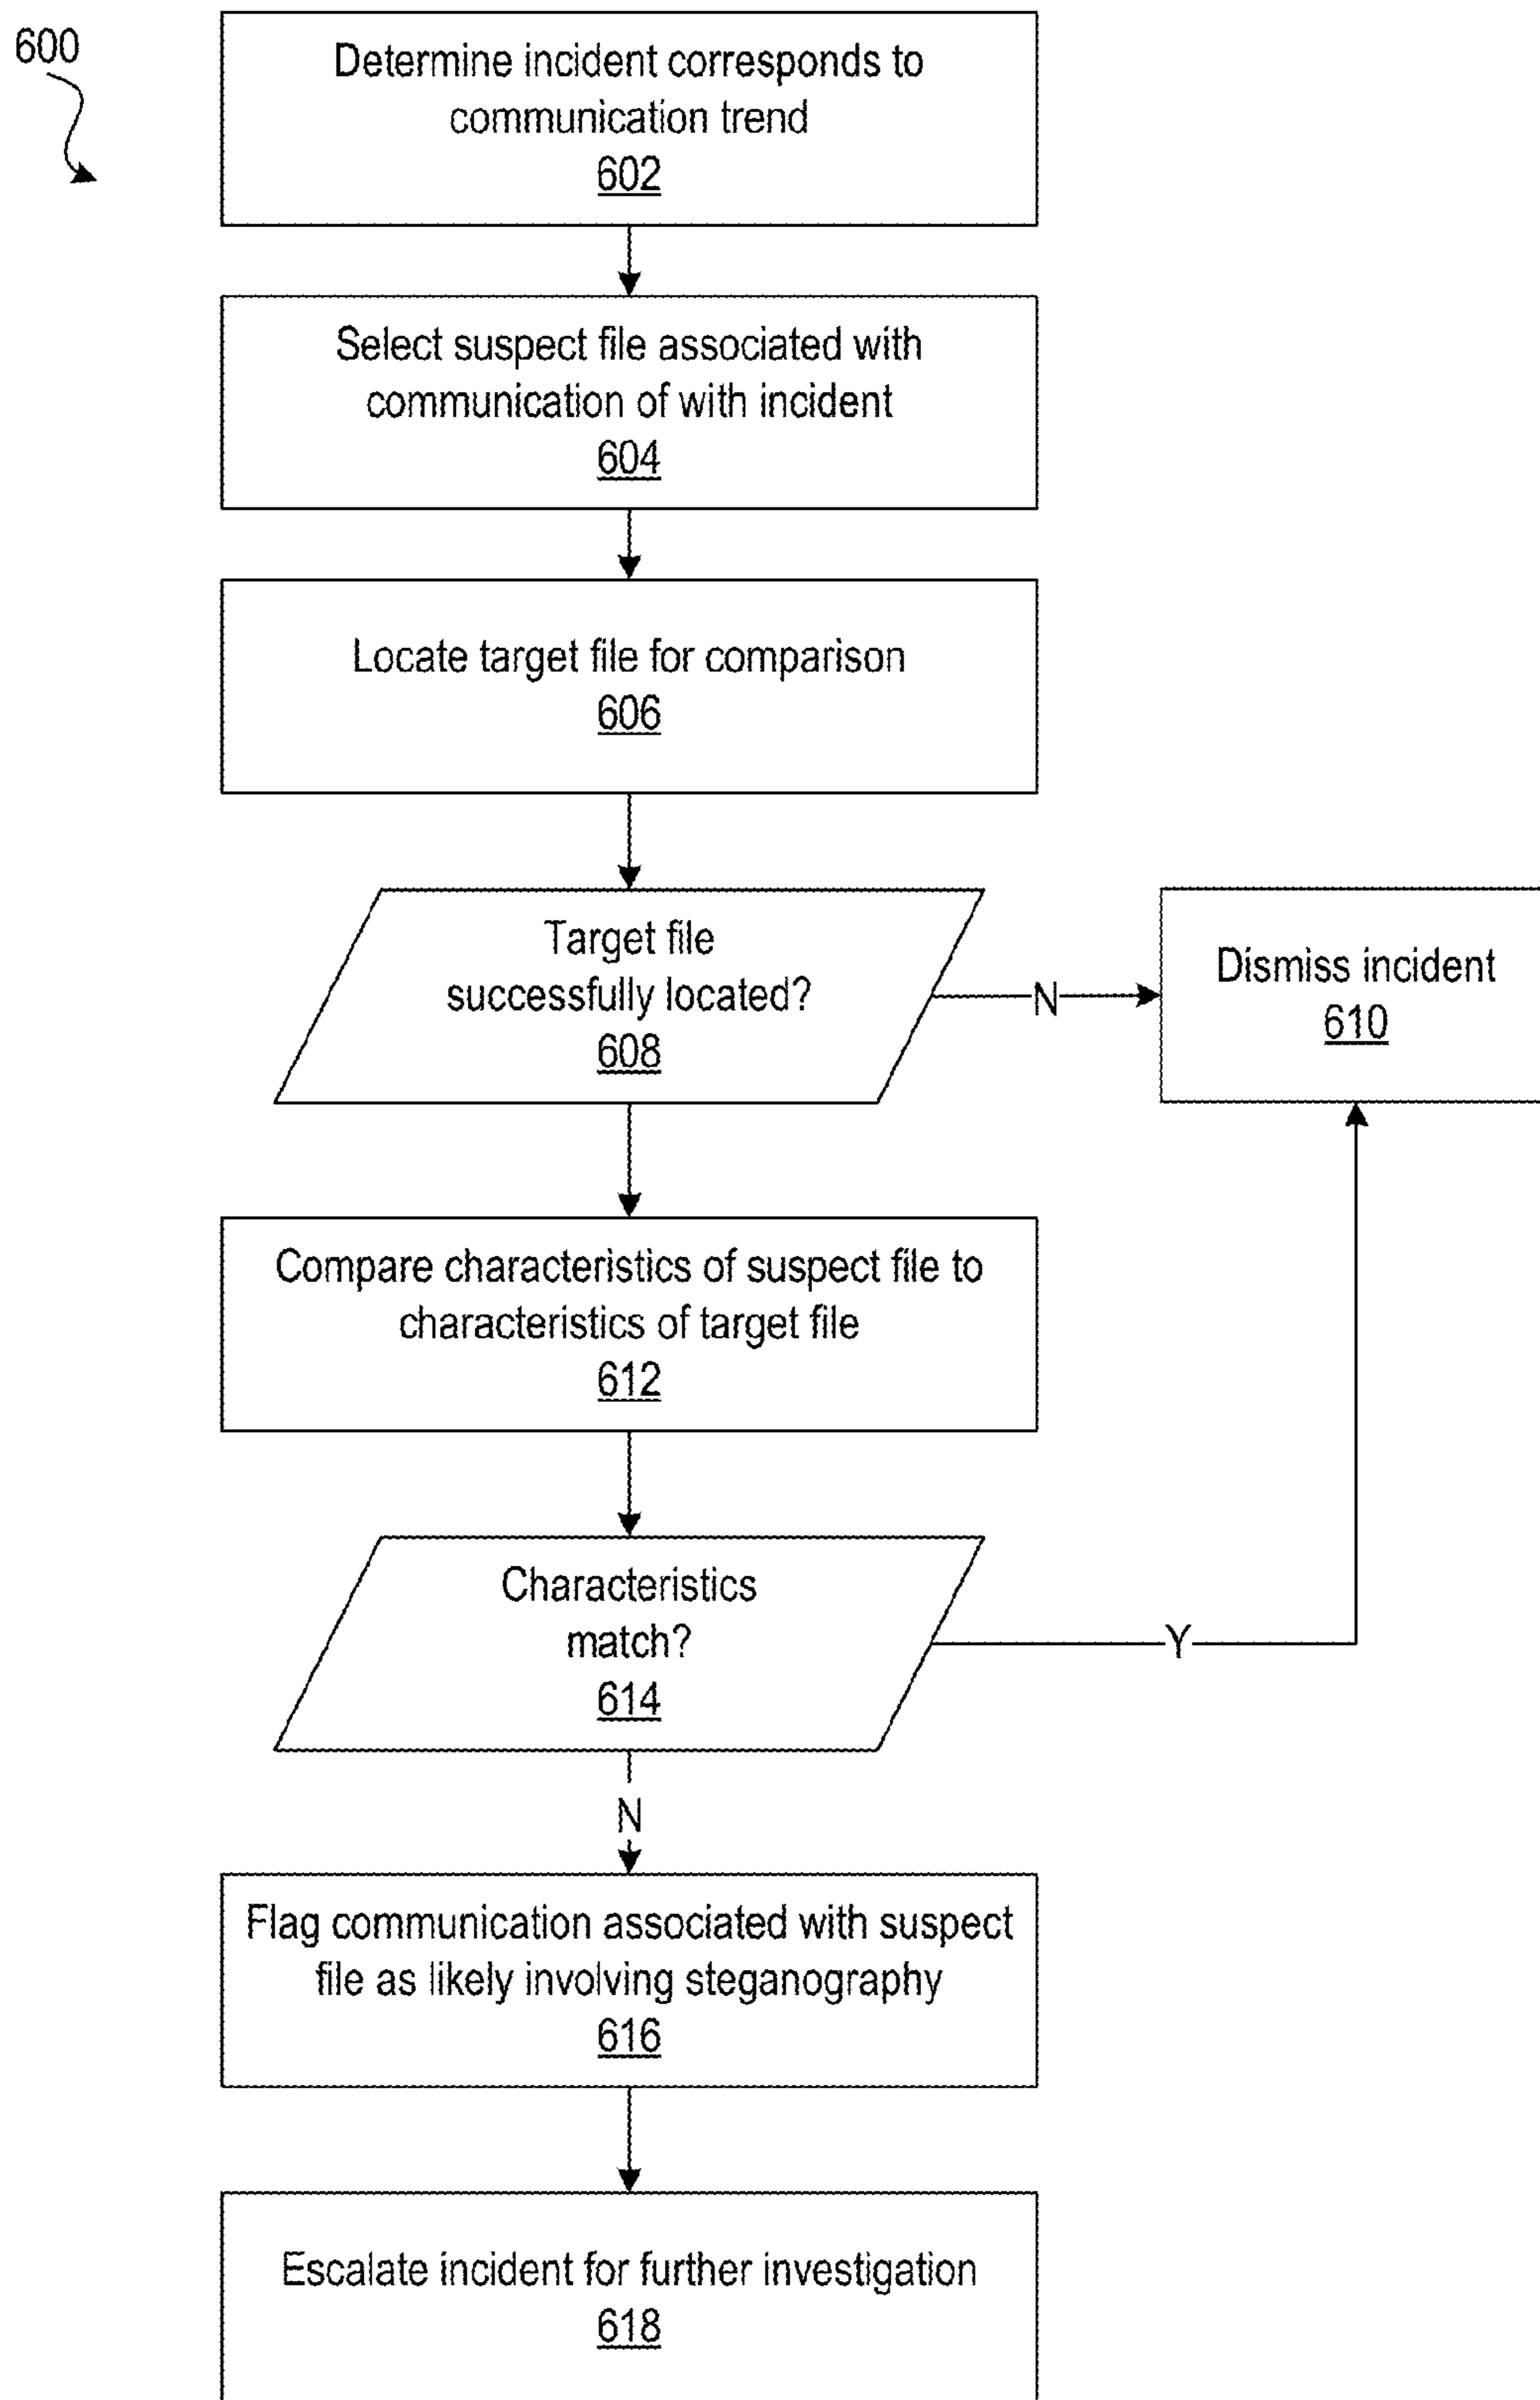 600
Determine incident corresponds to
communication trend
602
Select suspect file associated with
communication of with incident
604
Locate target file for comparison
606
Target file
successfully located?
608
N
Dismiss incident
610
Compare characteristics of suspect file to
characteristics of target file
612
Characteristics
match?
614
Y
N
Flag communication associated with suspect
file as likely involving steganography
616
Escalate incident for further investigation
618